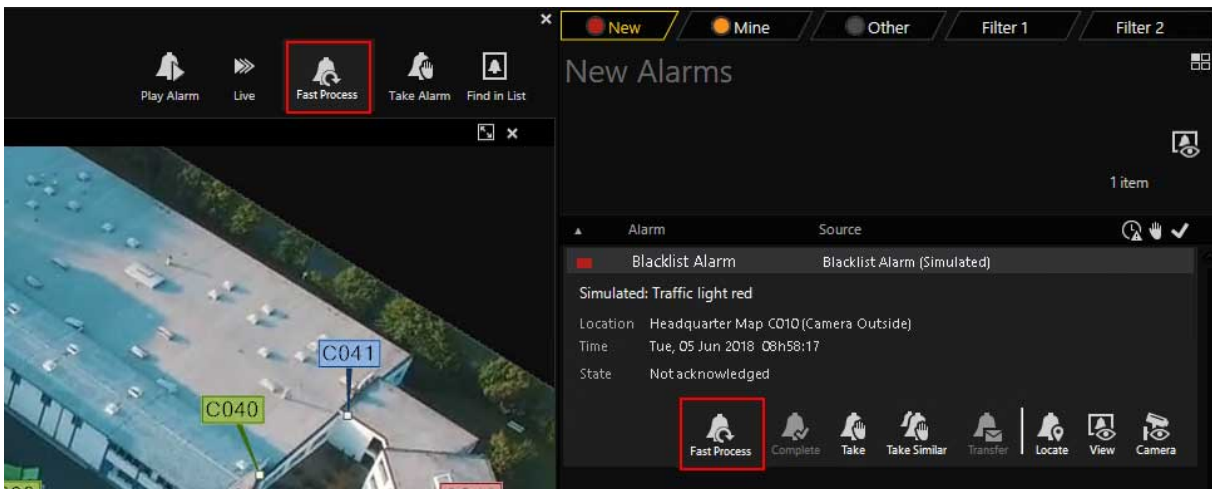 Play Alarm Live Fast Process Take Alarm Find in List
C041
C040
New Mine Other Filter 1 Filter 2
New Alarms
1 item
Alarm Source
Blacklist Alarm Blacklist Alarm (Simulated)
Simulated: Traffic light red
Location Headquarter Map C010 (Camera Outside)
Time Tue, 05 Jun 2018 08h58:17
State Not acknowledged
Fast Process Complete Take Take Similar Transfer Locate View Camera